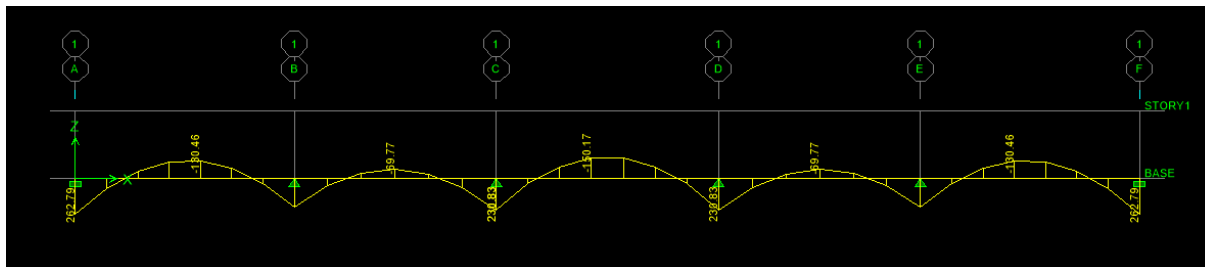 1 1 1 1 1 1
A B C D E F
STORY1
Z
-130.46 -69.77 -150.17 -69.77 -130.46
X
BASE
262.79 230.83 230.83 262.79